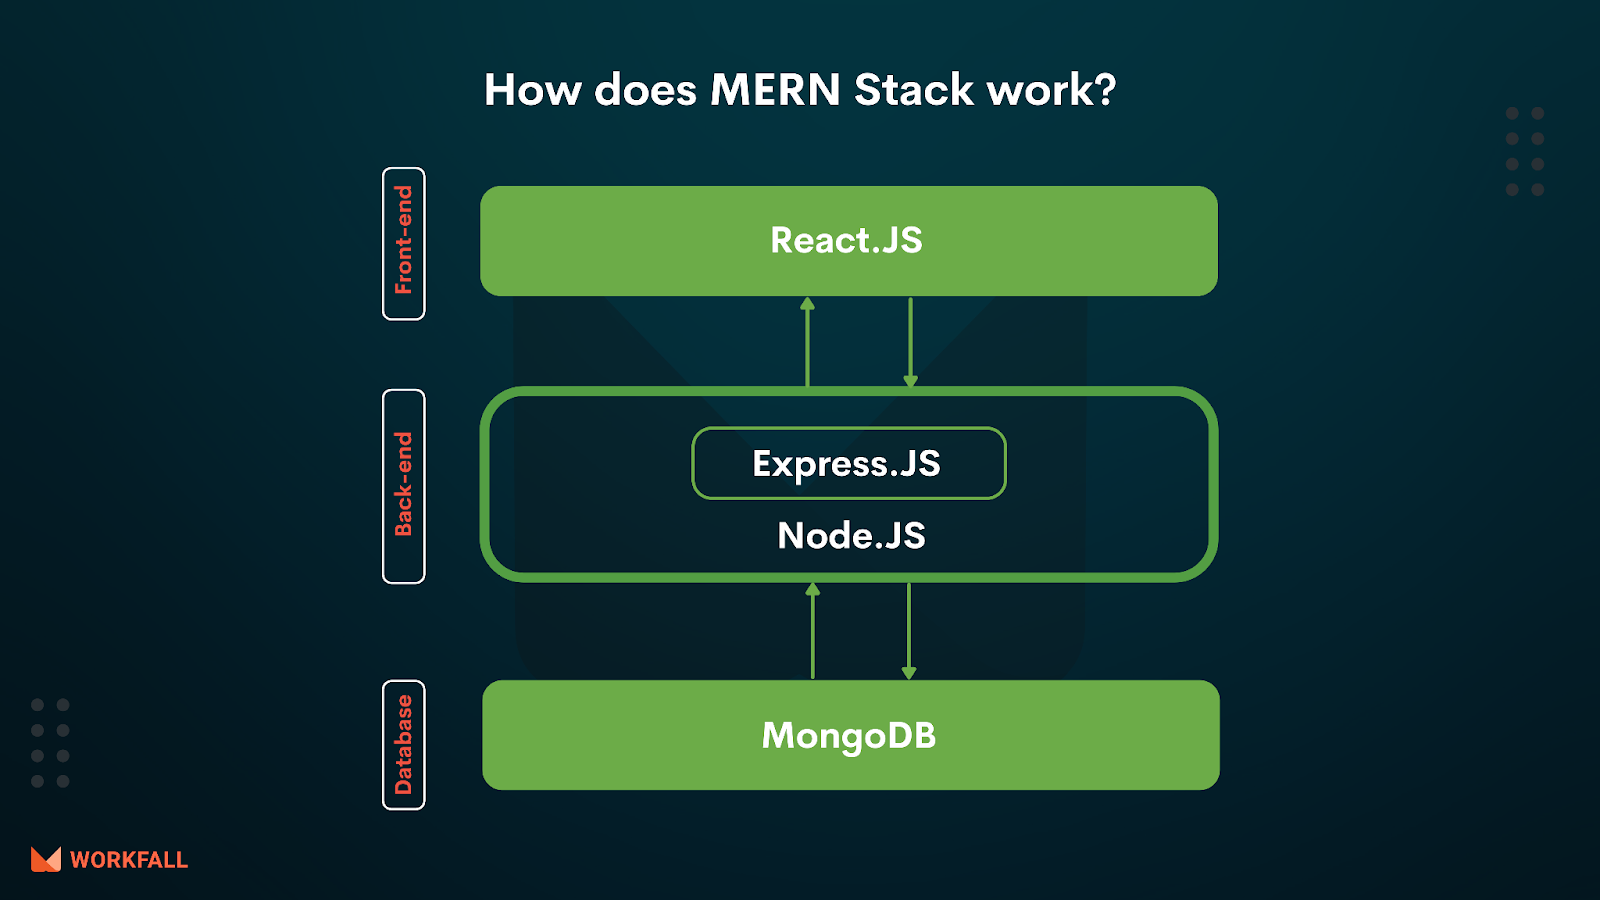 How does MERN Stack work?
Front-end
React.JS
Back-end
Express.JS
Node.JS
Database
MongoDB
WORKFALL